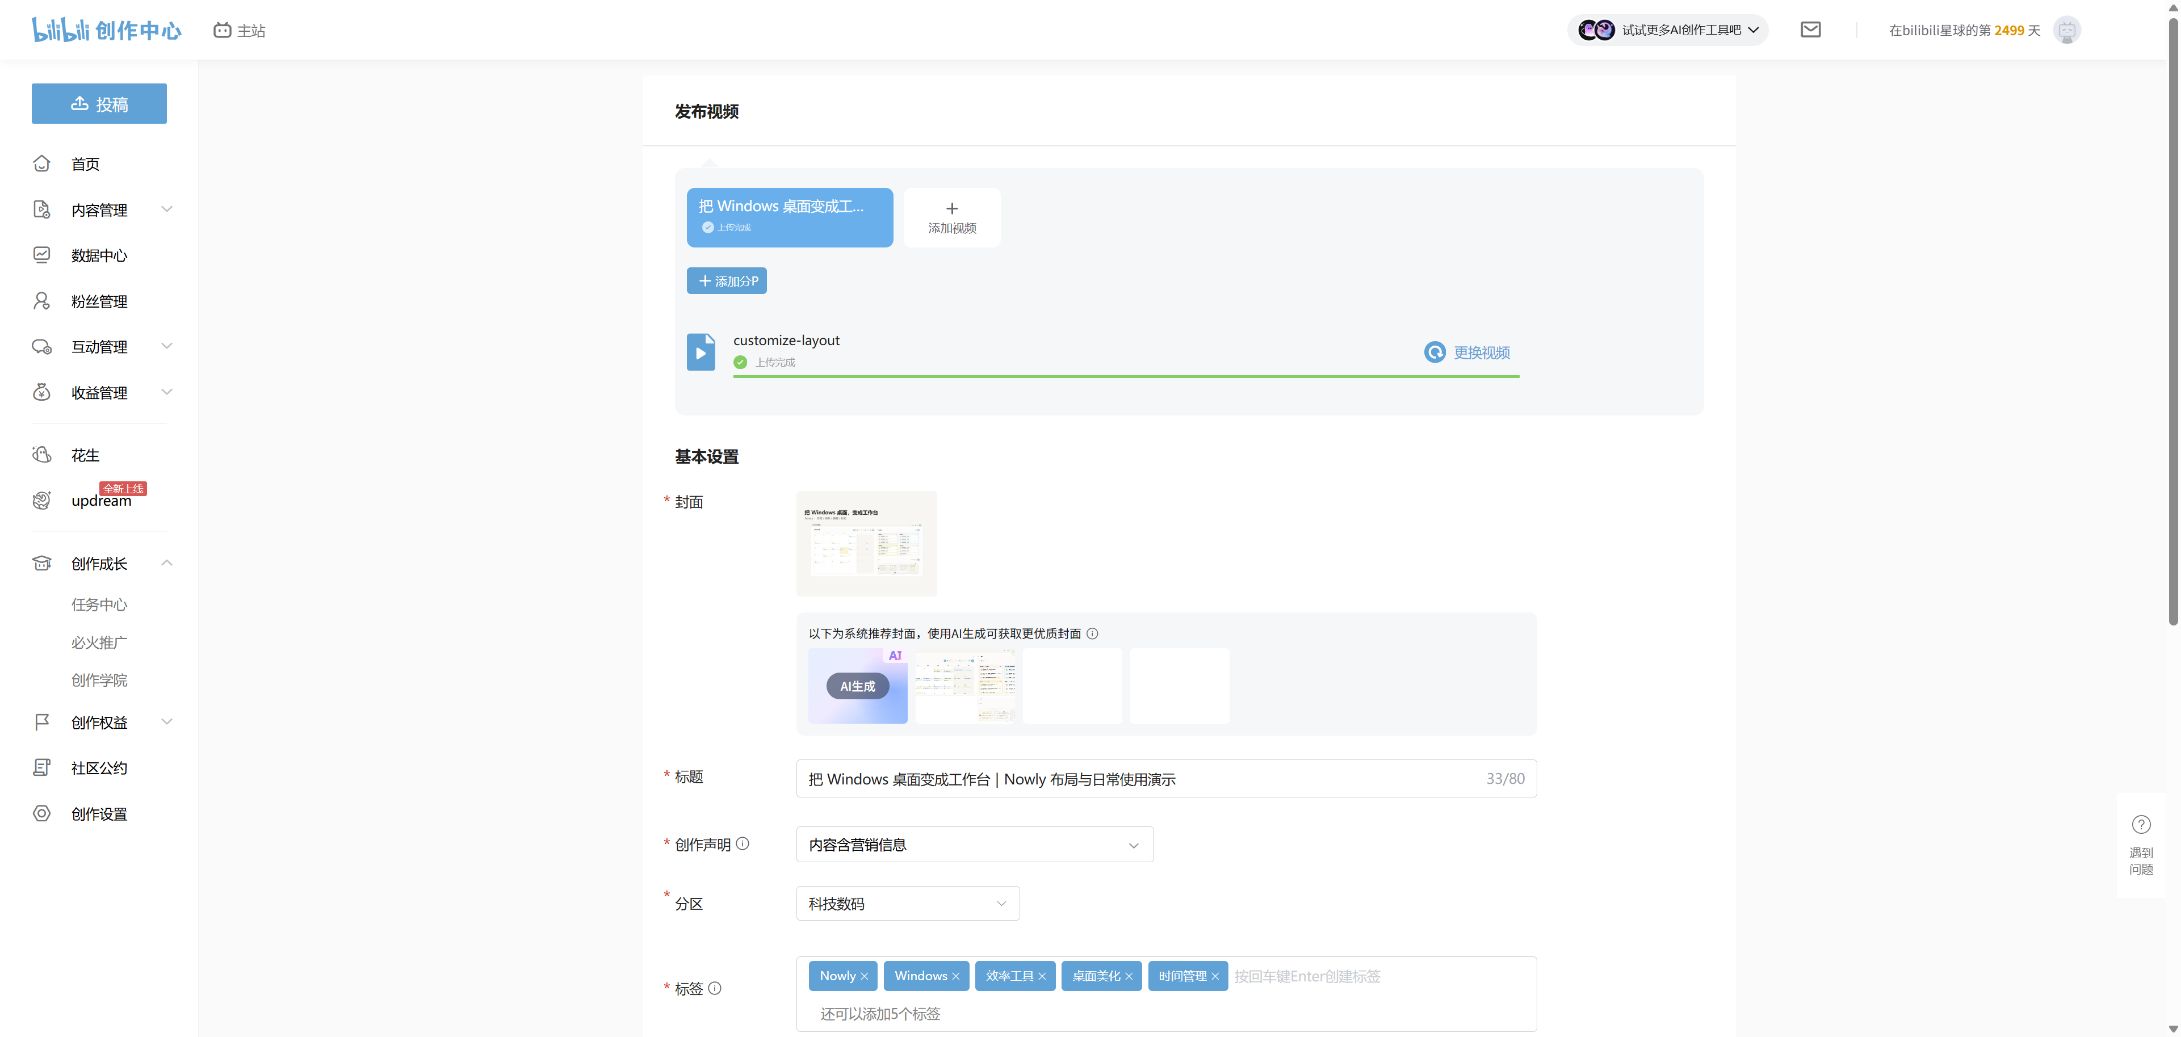 bilibili 创作中心
主站
试试更多AI创作工具吧
在bilibili星球的第 2499 天
投稿
首页
内容管理
数据中心
粉丝管理
互动管理
收益管理
花生
全新上线
updream
创作成长
任务中心
必火推广
创作学院
创作权益
社区公约
创作设置
发布视频
把 Windows 桌面变成工...
上传完成
添加视频
添加分P
customize-layout
上传完成
更换视频
基本设置
* 封面
把 Windows 桌面，变成工作台
以下为系统推荐封面，使用AI生成可获取更优质封面
AI
AI生成
* 标题
把 Windows 桌面变成工作台 | Nowly 布局与日常使用演示
33/80
* 创作声明
内容含营销信息
* 分区
科技数码
* 标签
Nowly × Windows × 效率工具 × 桌面美化 × 时间管理 × 按回车键Enter创建标签
还可以添加5个标签
遇到
问题